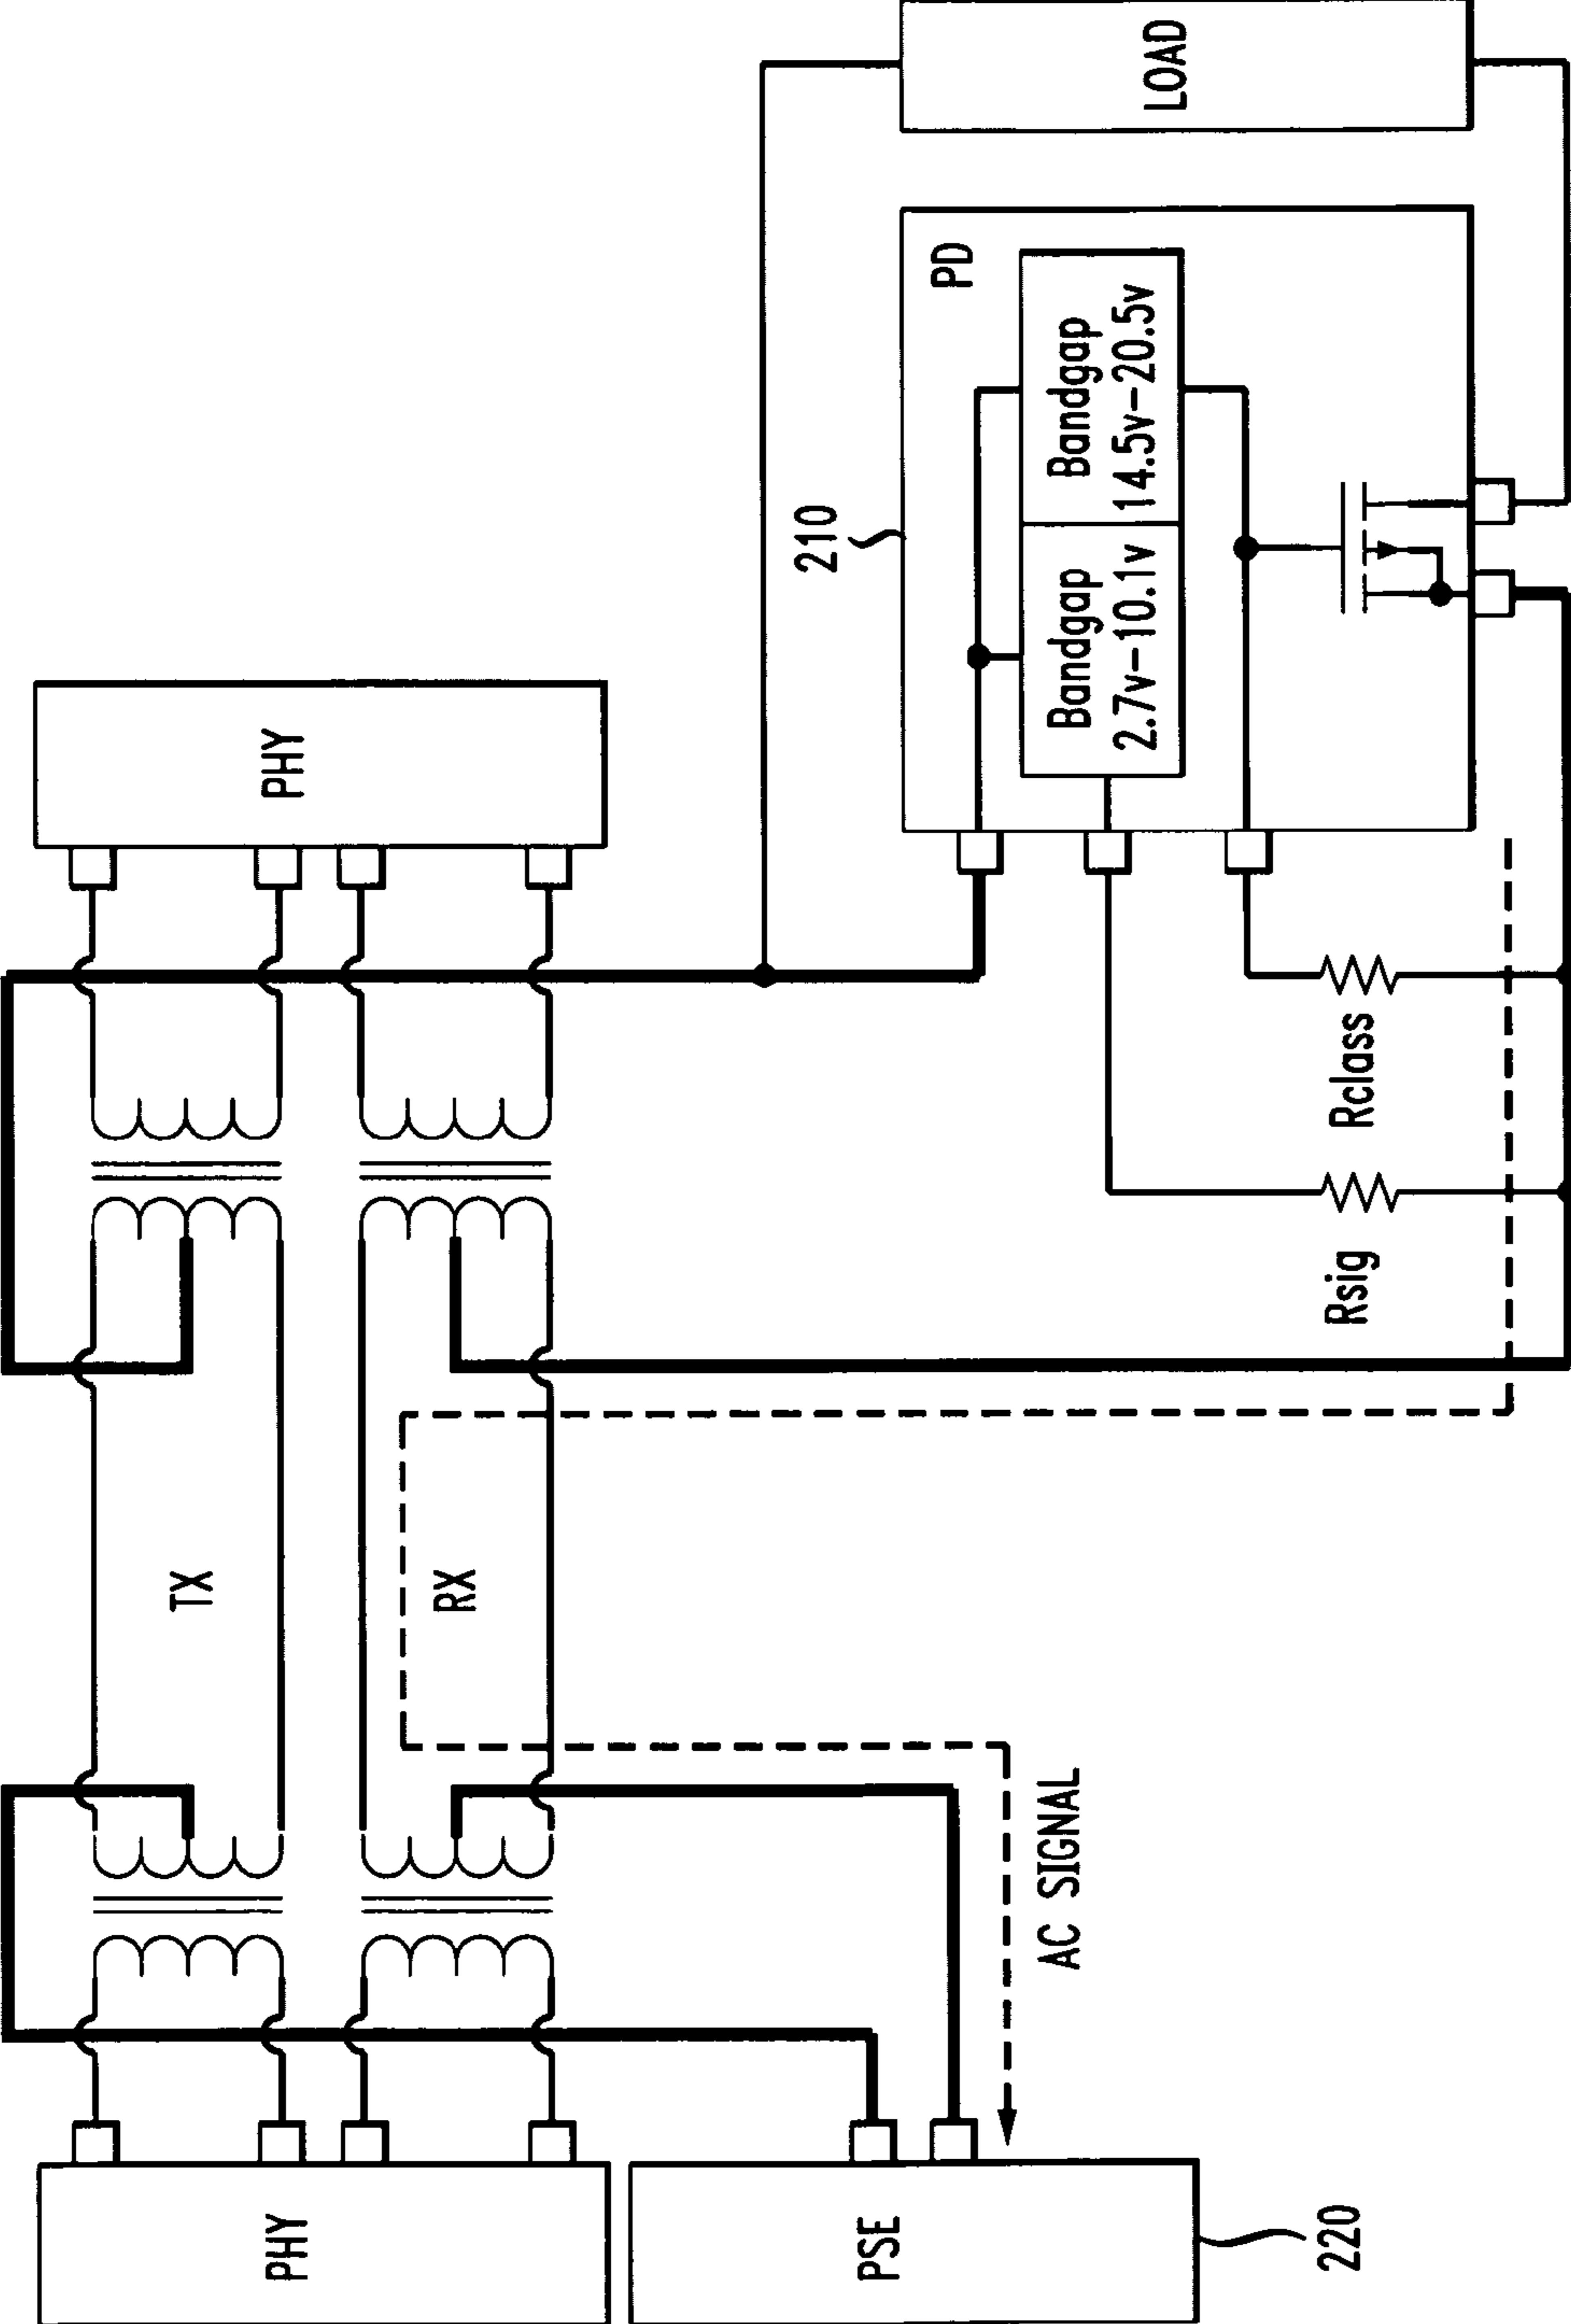 TX
PHY
PHY
RX
210
PSE
PD
AC SIGNAL
Bandgap
2.7v-10.1v
Bandgap
14.5v-20.5v
LOAD
220
Rsig
Rclass